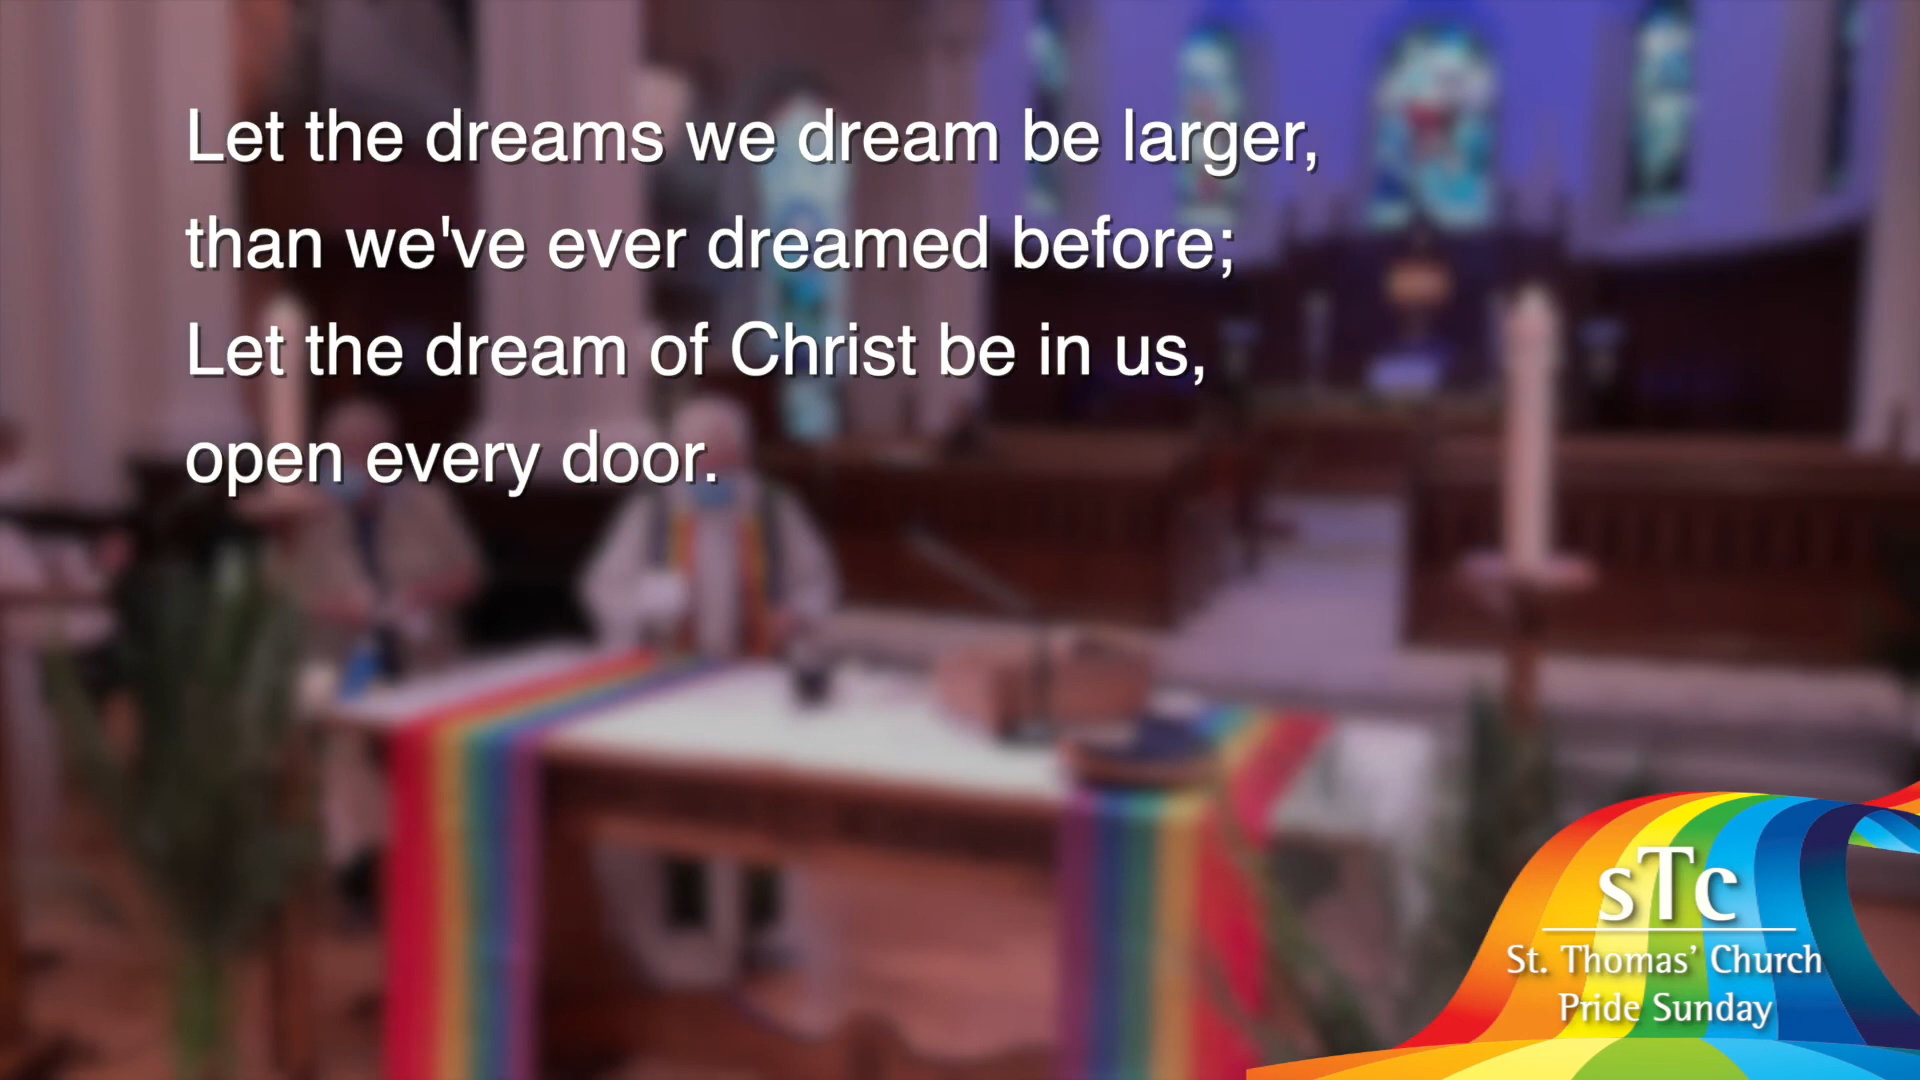 Let the dreams we dream be larger,
than we've ever dreamed before;
Let the dream of Christ be in us,
open every door.
sTc
St. Thomas' Church
Pride Sunday